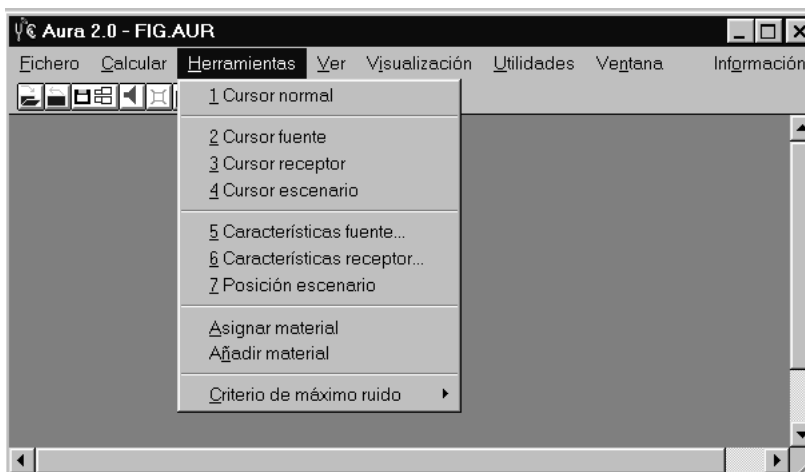 Aura 2.0 - FIG.AUR
Fichero Calcular Herramientas Ver Visualización Utilidades Ventana Información
1 Cursor normal
2 Cursor fuente
3 Cursor receptor
4 Cursor escenario
5 Características fuente...
6 Características receptor...
7 Posición escenario
Asignar material
Añadir material
Criterio de máximo ruido